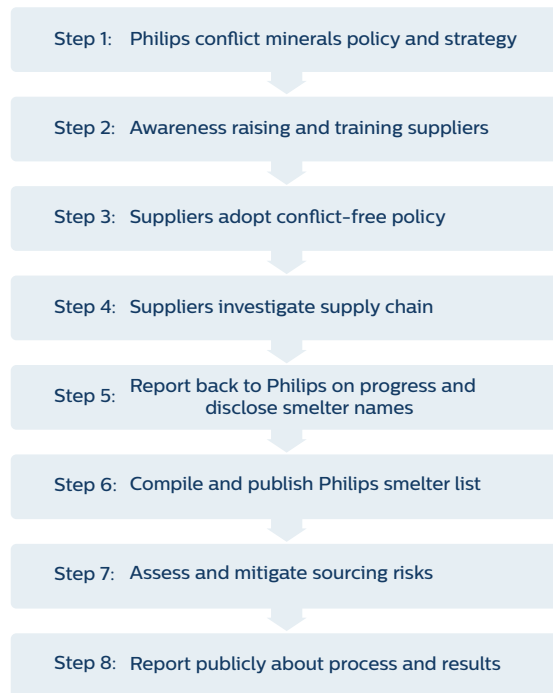 Step 1: Philips conflict minerals policy and strategy
Step 2: Awareness raising and training suppliers
Step 3: Suppliers adopt conflict-free policy
Step 4: Suppliers investigate supply chain
Step 5: Report back to Philips on progress and
disclose smelter names
Step 6: Compile and publish Philips smelter list
Step 7: Assess and mitigate sourcing risks
Step 8: Report publicly about process and results